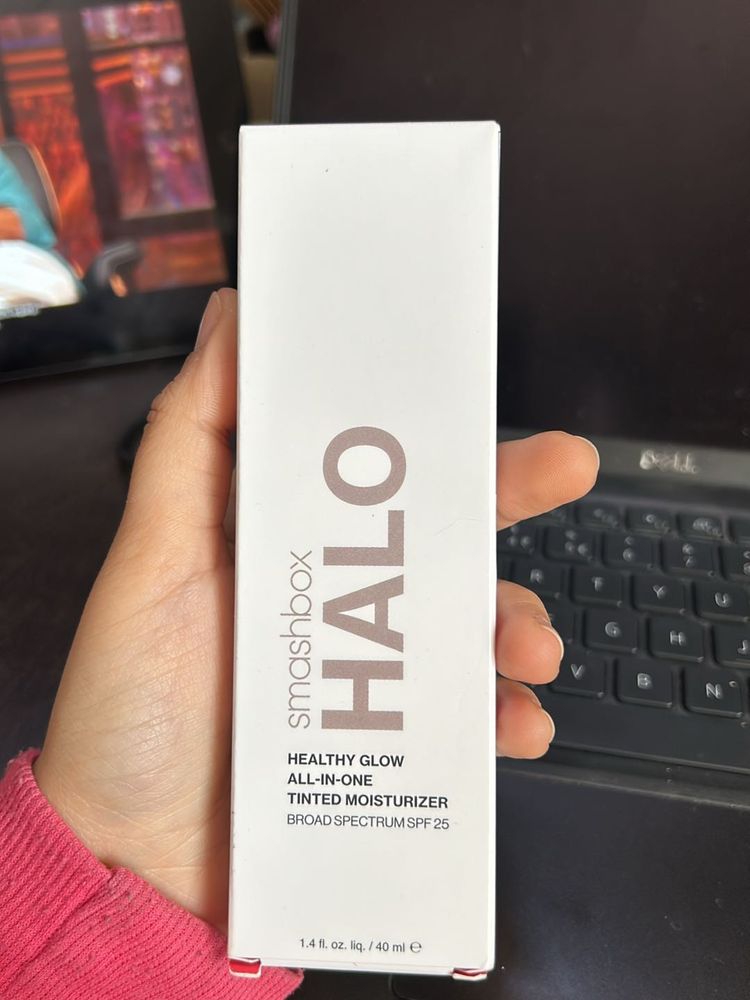 smashbox
HALO
HEALTHY GLOW
ALL-IN-ONE
TINTED MOISTURIZER
BROAD SPECTRUM SPF 25
1.4 fl. oz. liq. / 40 ml ℮
DELL
R T Y U
G H J
V B N